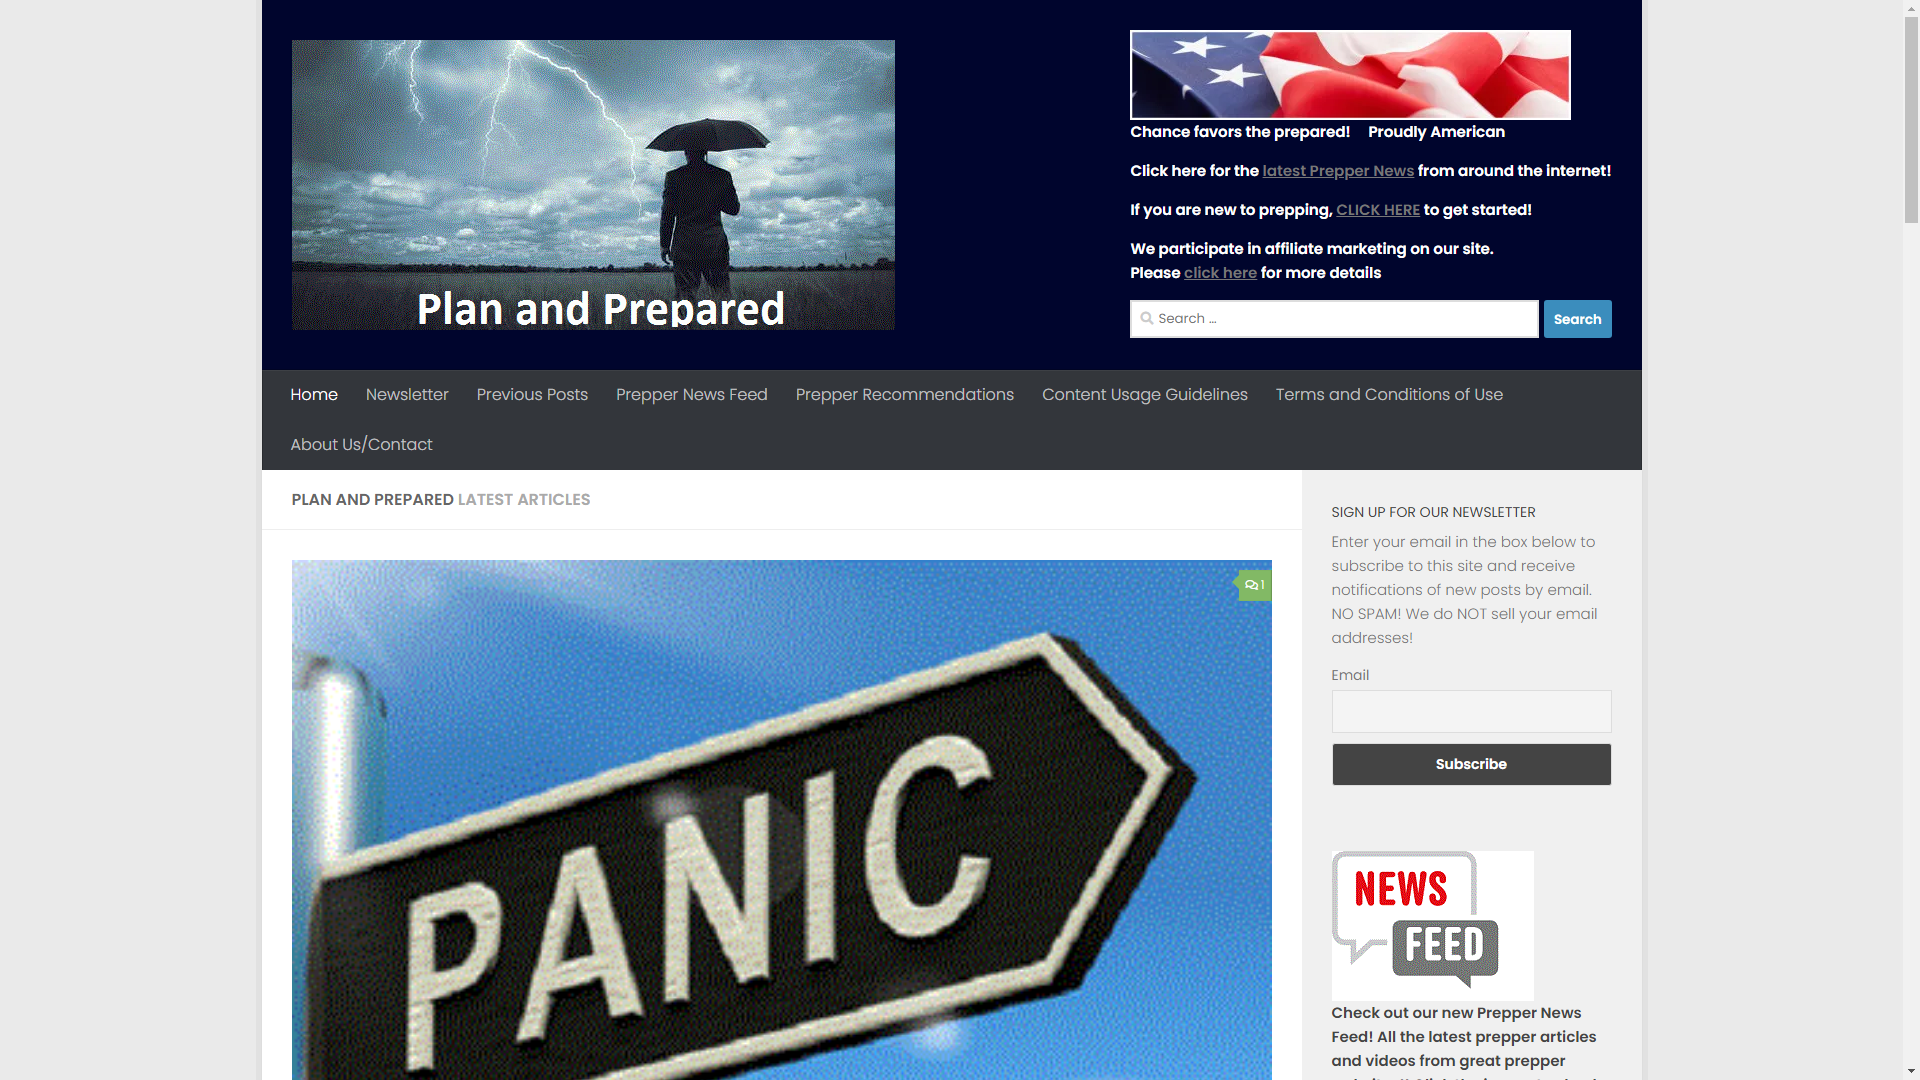 Plan and Prepared
Chance favors the prepared! Proudly American
Click here for the latest Prepper News from around the internet!
If you are new to prepping, CLICK HERE to get started!
We participate in affiliate marketing on our site.
Please click here for more details
Search ...
Search
Home Newsletter Previous Posts Prepper News Feed Prepper Recommendations Content Usage Guidelines Terms and Conditions of Use
About Us/Contact
PLAN AND PREPARED LATEST ARTICLES
1
PANIC
SIGN UP FOR OUR NEWSLETTER
Enter your email in the box below to
subscribe to this site and receive
notifications of new posts by email.
NO SPAM! We do NOT sell your email
addresses!
Email
Subscribe
NEWS
FEED
Check out our new Prepper News
Feed! All the latest prepper articles
and videos from great prepper